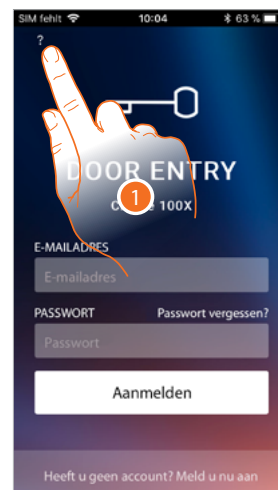 SIM fehlt 10:04 63 %
?
DOOR ENTRY
1
100X
E-MAILADRES
E-mailadres
PASSWORT Passwort vergessen?
Passwort
Aanmelden
Heeft u geen account? Meld u nu aan